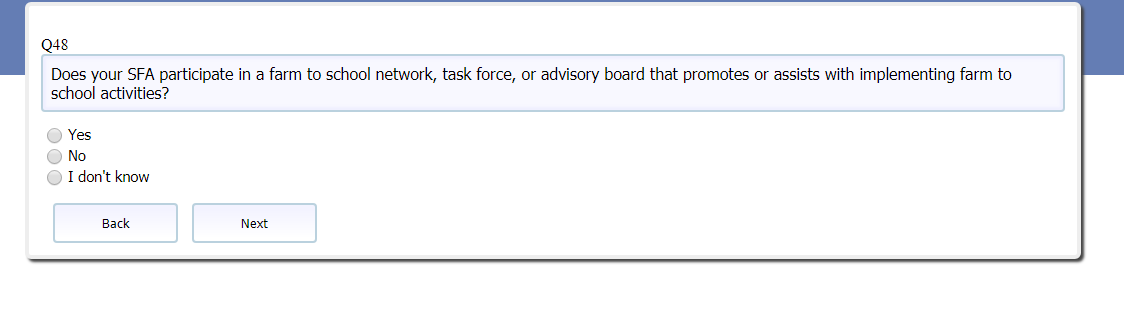 Q48
Does your SFA participate in a farm to school network, task force, or advisory board that promotes or assists with implementing farm to
school activities?
Yes
No
I don't know
Back Next